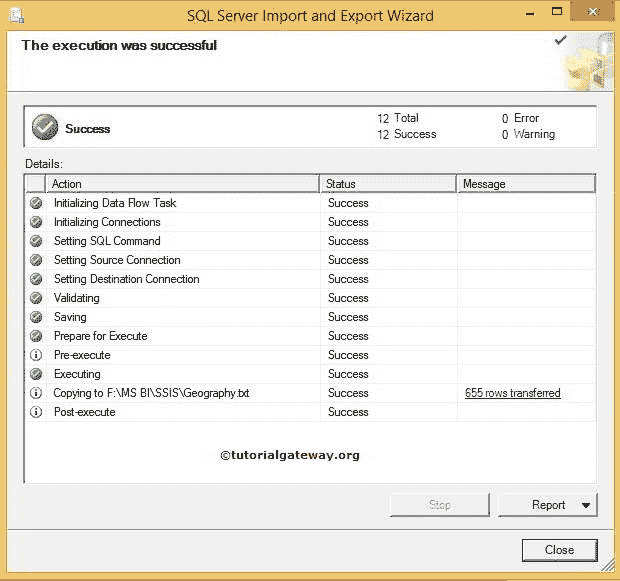 SQL Server Import and Export Wizard
The execution was successful
Success
12 Total
0 Error
12 Success
0 Warning
Details:
Action Status Message
Initializing Data Flow Task Success
Initializing Connections Success
Setting SQL Command Success
Setting Source Connection Success
Setting Destination Connection Success
Validating Success
Saving Success
Prepare for Execute Success
Pre-execute Success
Executing Success
Copying to F:\MS BI\SSIS\Geography.txt Success 655 rows transferred
Post-execute Success
©tutorialgateway.org
Stop
Report
Close